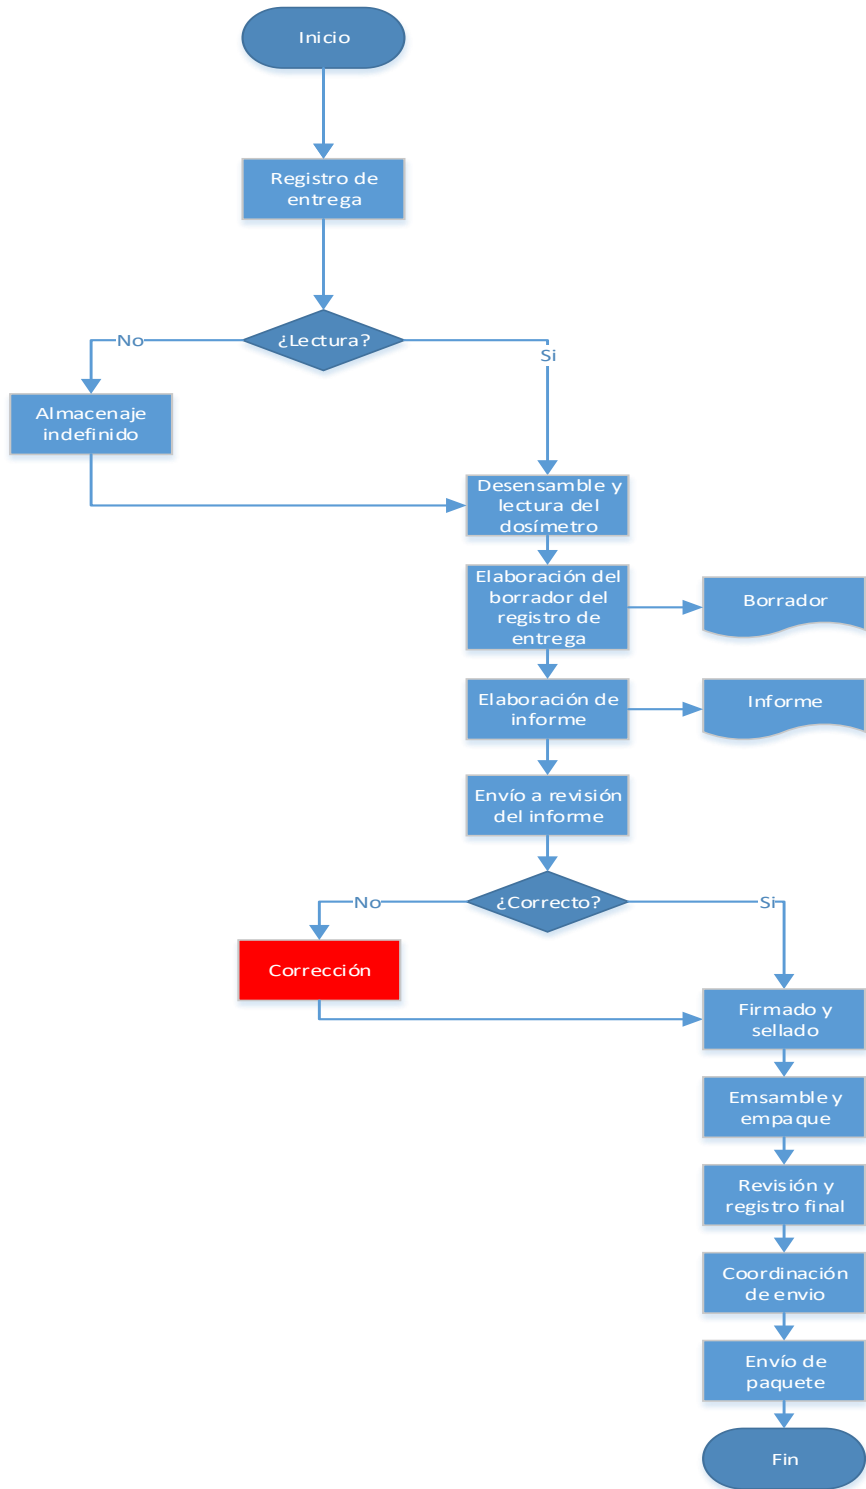 Inicio
Registro de
entrega
¿Lectura?
No
Si
Almacenaje
indefinido
Desensamble y
lectura del
dosímetro
Elaboración del
borrador del
registro de
entrega
Borrador
Elaboración de
informe
Informe
Envío a revisión
del informe
¿Correcto?
No
Si
Corrección
Firmado y
sellado
Emsamble y
empaque
Revisión y
registro final
Coordinación
de envio
Envío de
paquete
Fin